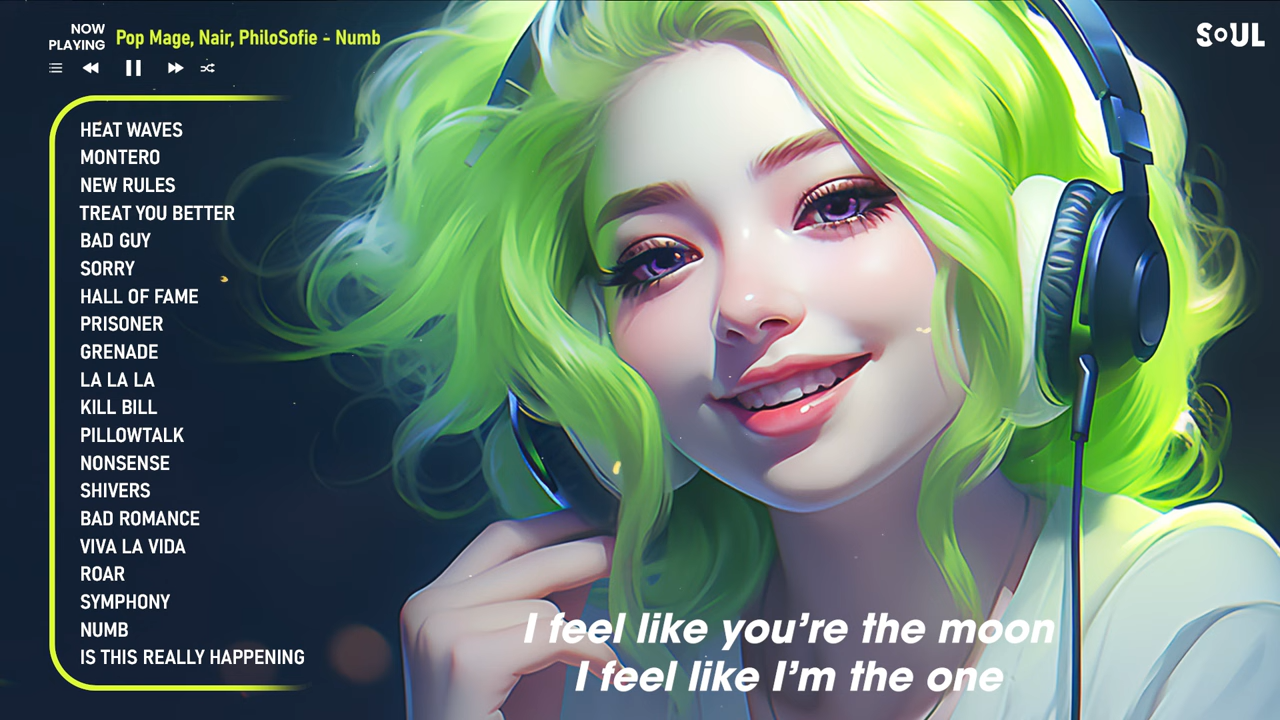 NOW
PLAYING
Pop Mage, Nair, PhiloSofie - Numb
SOUL
HEAT WAVES
MONTERO
NEW RULES
TREAT YOU BETTER
BAD GUY
SORRY
HALL OF FAME
PRISONER
GRENADE
LA LA LA
KILL BILL
PILLOWTALK
NONSENSE
SHIVERS
BAD ROMANCE
VIVA LA VIDA
ROAR
SYMPHONY
NUMB
IS THIS REALLY HAPPENING
I feel like you're the moon
I feel like I'm the one